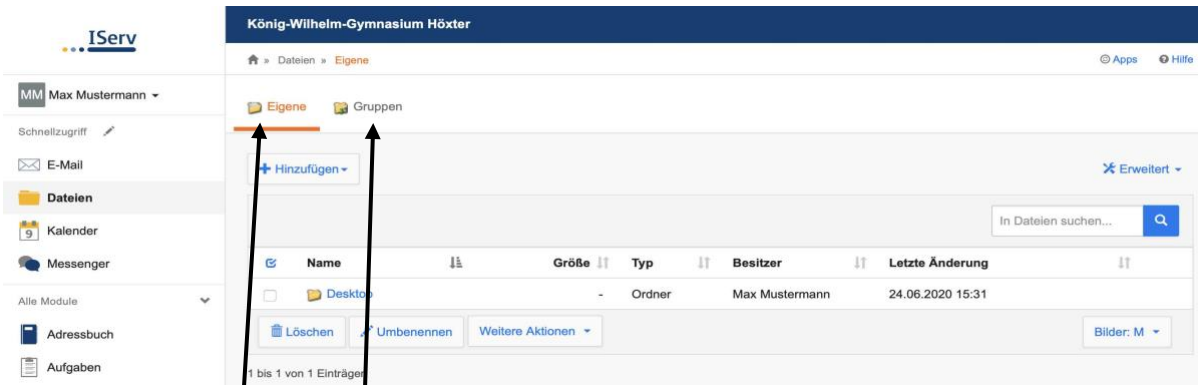 IServ
König-Wilhelm-Gymnasium Höxter
» Dateien » Eigene
Apps
Hilfe
MM Max Mustermann
Eigene
Gruppen
Schnellzugriff
E-Mail
Dateien
9 Kalender
Messenger
Alle Module
Adressbuch
Aufgaben
+ Hinzufügen
Erweitert
In Dateien suchen...
Name Größe Typ Besitzer Letzte Änderung
Desktop - Ordner Max Mustermann 24.06.2020 15:31
Löschen Umbenennen Weitere Aktionen Bilder: M
1 bis 1 von 1 Einträgen